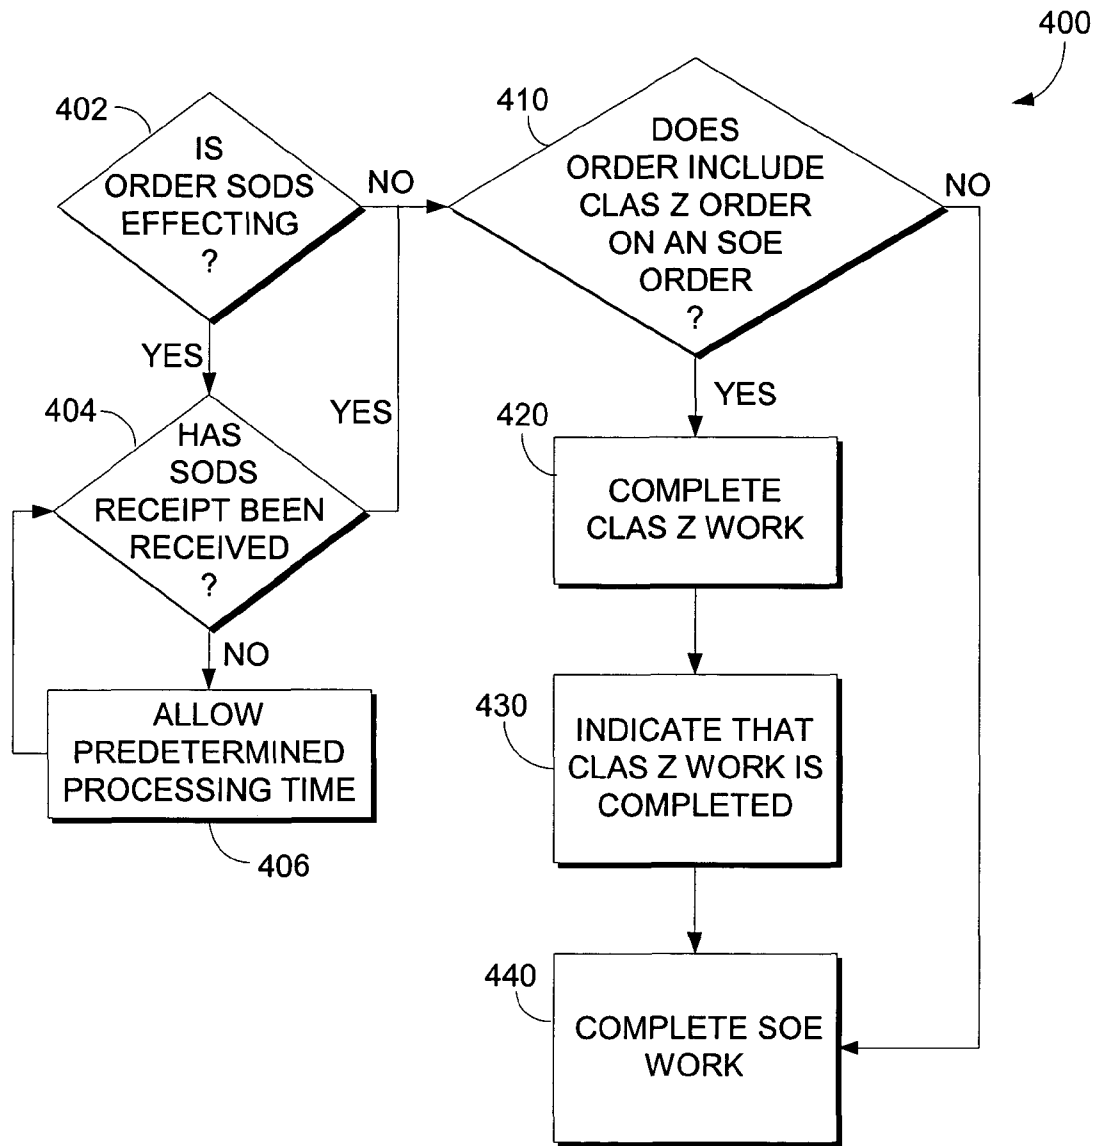 400
402
IS
ORDER SODS
EFFECTING
?
NO
YES
404
HAS
SODS
RECEIPT BEEN
RECEIVED
?
YES
NO
ALLOW
PREDETERMINED
PROCESSING TIME
406
410
DOES
ORDER INCLUDE
CLAS Z ORDER
ON AN SOE
ORDER
?
NO
YES
420
COMPLETE
CLAS Z WORK
430
INDICATE THAT
CLAS Z WORK IS
COMPLETED
440
COMPLETE SOE
WORK